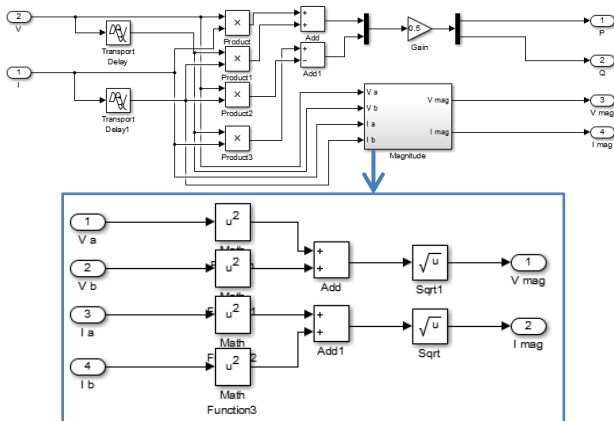 2
V
Transport
Delay
1
I
Transport
Delay1
×
Product
×
Product1
×
Product2
×
Product3
+
+
Add
+
−
Add1
0.5
Gain
1
P
2
Q
V a
V b
I a
I b
V mag
I mag
Magnitude
3
V mag
4
I mag
1
V a
2
V b
3
I a
4
I b
u²
Math
u²
Math
u²
Math
u²
Math
Function3
+
+
Add
+
+
Add1
√u
Sqrt1
√u
Sqrt
1
V mag
2
I mag